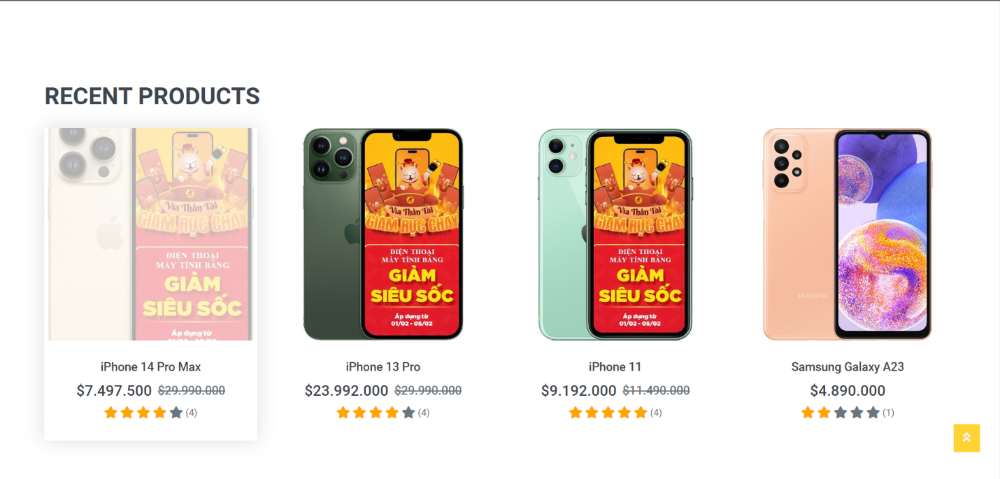 RECENT PRODUCTS
Vía Thần Tài
GIẢM RỰC CHÁY
ĐIỆN THOẠI
MÁY TÍNH BẢNG
GIẢM
SIÊU SỐC
Áp dụng từ
01/02 - 05/02
iPhone 14 Pro Max
$7.497.500 $29.990.000
(4)
Vía Thần Tài
GIẢM RỰC CHÁY
ĐIỆN THOẠI
MÁY TÍNH BẢNG
GIẢM
SIÊU SỐC
Áp dụng từ
01/02 - 05/02
iPhone 13 Pro
$23.992.000 $29.990.000
(4)
Vía Thần Tài
GIẢM RỰC CHÁY
ĐIỆN THOẠI
MÁY TÍNH BẢNG
GIẢM
SIÊU SỐC
Áp dụng từ
01/02 - 05/02
iPhone 11
$9.192.000 $11.490.000
(4)
SAMSUNG
Samsung Galaxy A23
$4.890.000
(1)